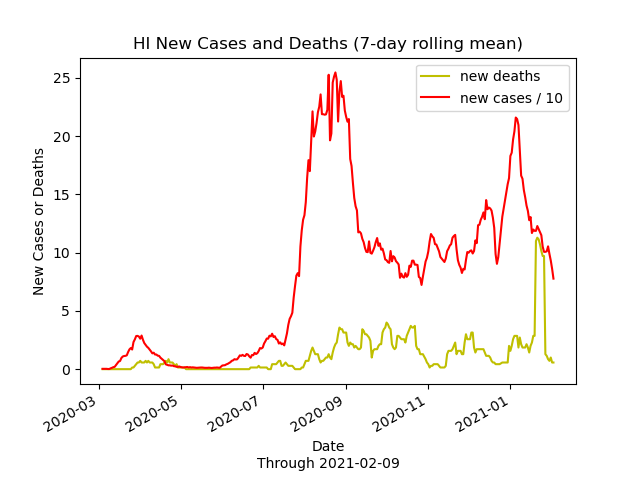 HI New Cases and Deaths (7-day rolling mean)
new deaths
new cases / 10
25
20
15
10
5
0
New Cases or Deaths
2020-03
2020-05
2020-07
2020-09
2020-11
2021-01
Date
Through 2021-02-09